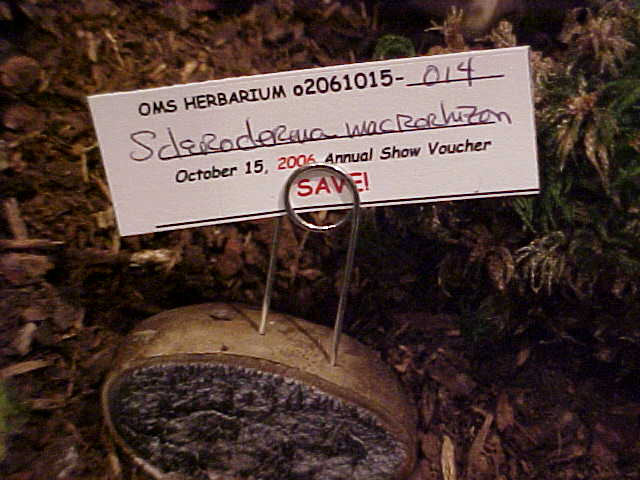 OMS HERBARIUM o2061015-014
Scleroderma macrorhizon
October 15, 2006 Annual Show Voucher
SAVE!